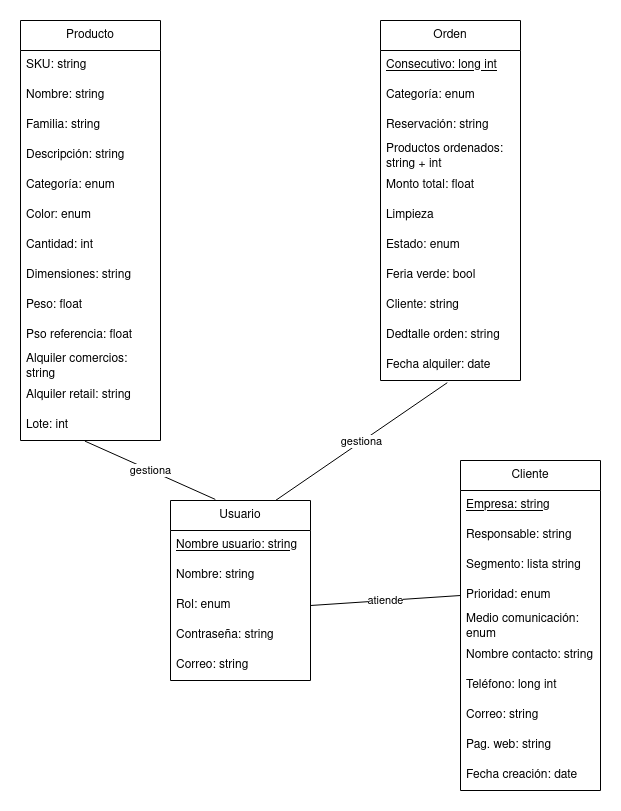 Producto
SKU: string
Nombre: string
Familia: string
Descripción: string
Categoría: enum
Color: enum
Cantidad: int
Dimensiones: string
Peso: float
Pso referencia: float
Alquiler comercios:
string
Alquiler retail: string
Lote: int
Orden
Consecutivo: long int
Categoría: enum
Reservación: string
Productos ordenados:
string + int
Monto total: float
Limpieza
Estado: enum
Feria verde: bool
Cliente: string
Dedtalle orden: string
Fecha alquiler: date
gestiona
gestiona
Usuario
Nombre usuario: string
Nombre: string
Rol: enum
Contraseña: string
Correo: string
atiende
Cliente
Empresa: string
Responsable: string
Segmento: lista string
Prioridad: enum
Medio comunicación:
enum
Nombre contacto: string
Teléfono: long int
Correo: string
Pag. web: string
Fecha creación: date